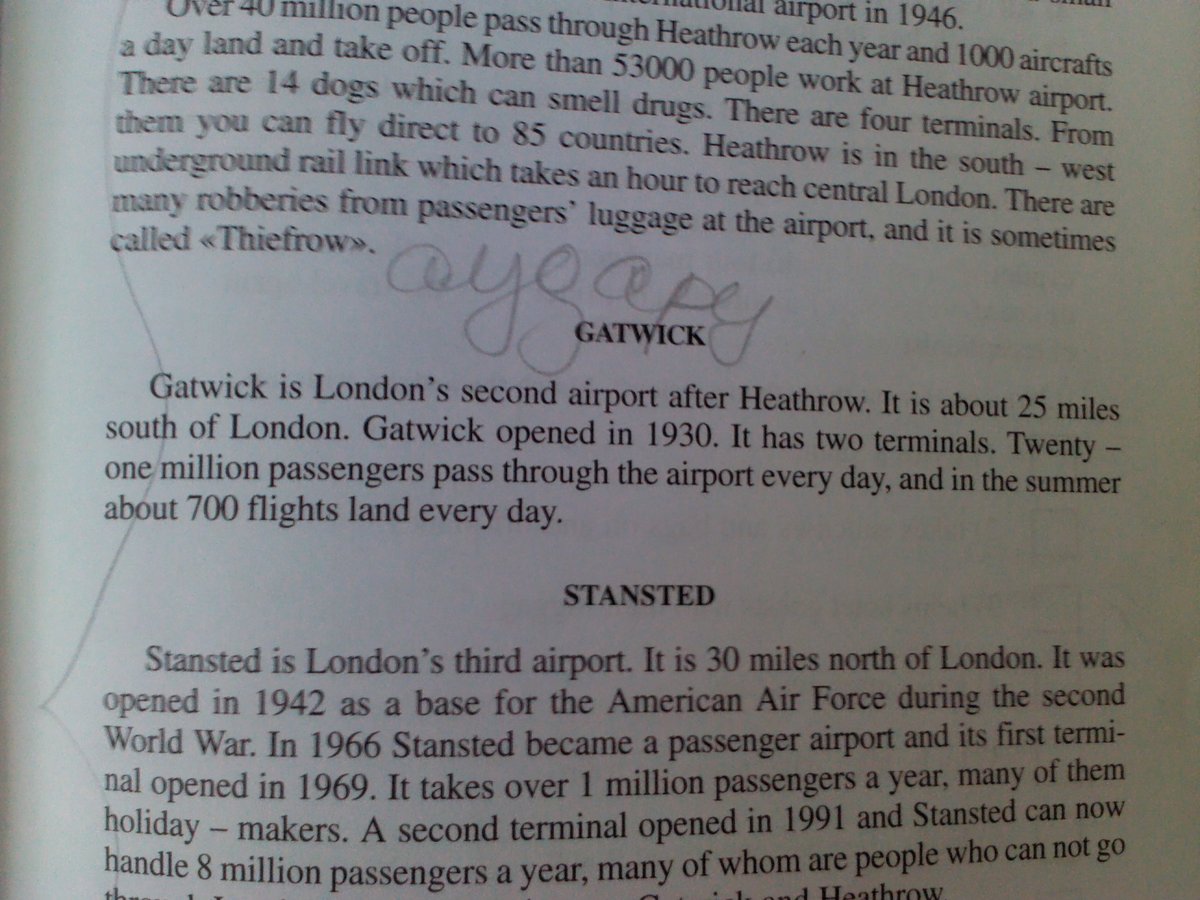 airport in 1946.
Over 40 million people pass through Heathrow each year and 1000 aircrafts
a day land and take off. More than 53000 people work at Heathrow airport.
There are 14 dogs which can smell drugs. There are four terminals. From
them you can fly direct to 85 countries. Heathrow is in the south – west
underground rail link which takes an hour to reach central London. There are
many robberies from passengers’ luggage at the airport, and it is sometimes
called «Thiefrow».
аудару
GATWICK
Gatwick is London’s second airport after Heathrow. It is about 25 miles
south of London. Gatwick opened in 1930. It has two terminals. Twenty –
one million passengers pass through the airport every day, and in the summer
about 700 flights land every day.
STANSTED
Stansted is London’s third airport. It is 30 miles north of London. It was
opened in 1942 as a base for the American Air Force during the second
World War. In 1966 Stansted became a passenger airport and its first termi-
nal opened in 1969. It takes over 1 million passengers a year, many of them
holiday – makers. A second terminal opened in 1991 and Stansted can now
handle 8 million passengers a year, many of whom are people who can not go
Gatwick and Heathrow